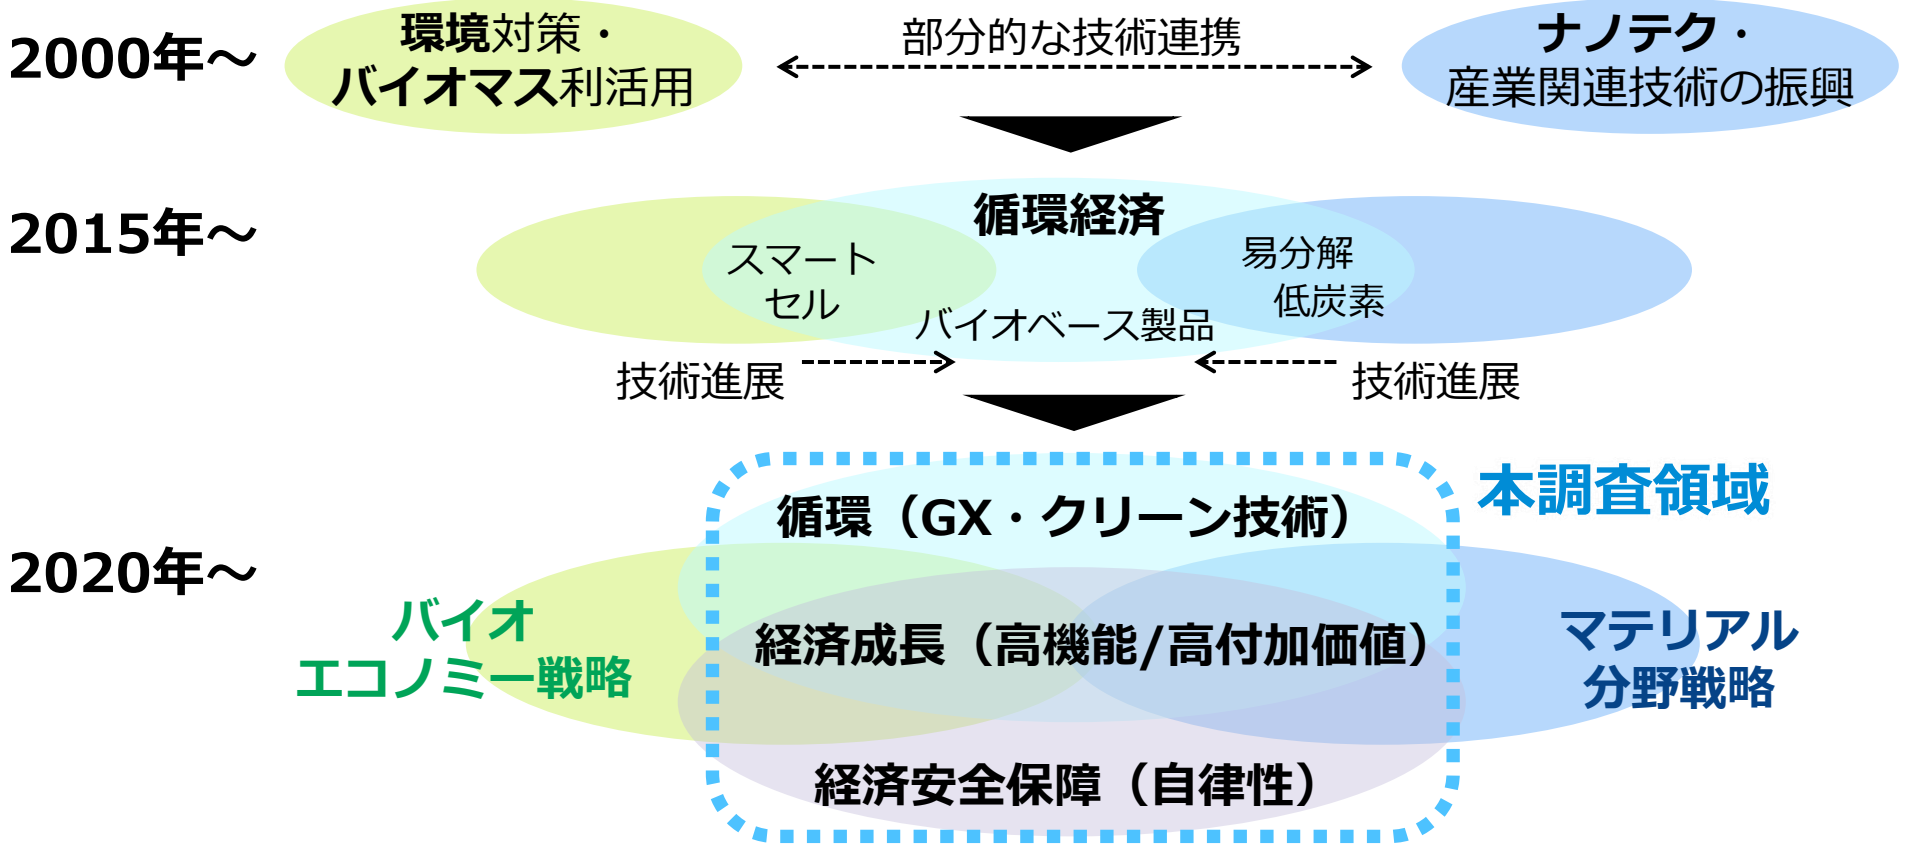 2000年～
環境対策・
バイオマス利活用
部分的な技術連携
ナノテク・
産業関連技術の振興
2015年～
循環経済
スマート
セル
易分解
低炭素
バイオベース製品
技術進展
技術進展
本調査領域
循環（GX・クリーン技術）
2020年～
バイオ
エコノミー戦略
経済成長（高機能/高付加価値）
マテリアル
分野戦略
経済安全保障（自律性）